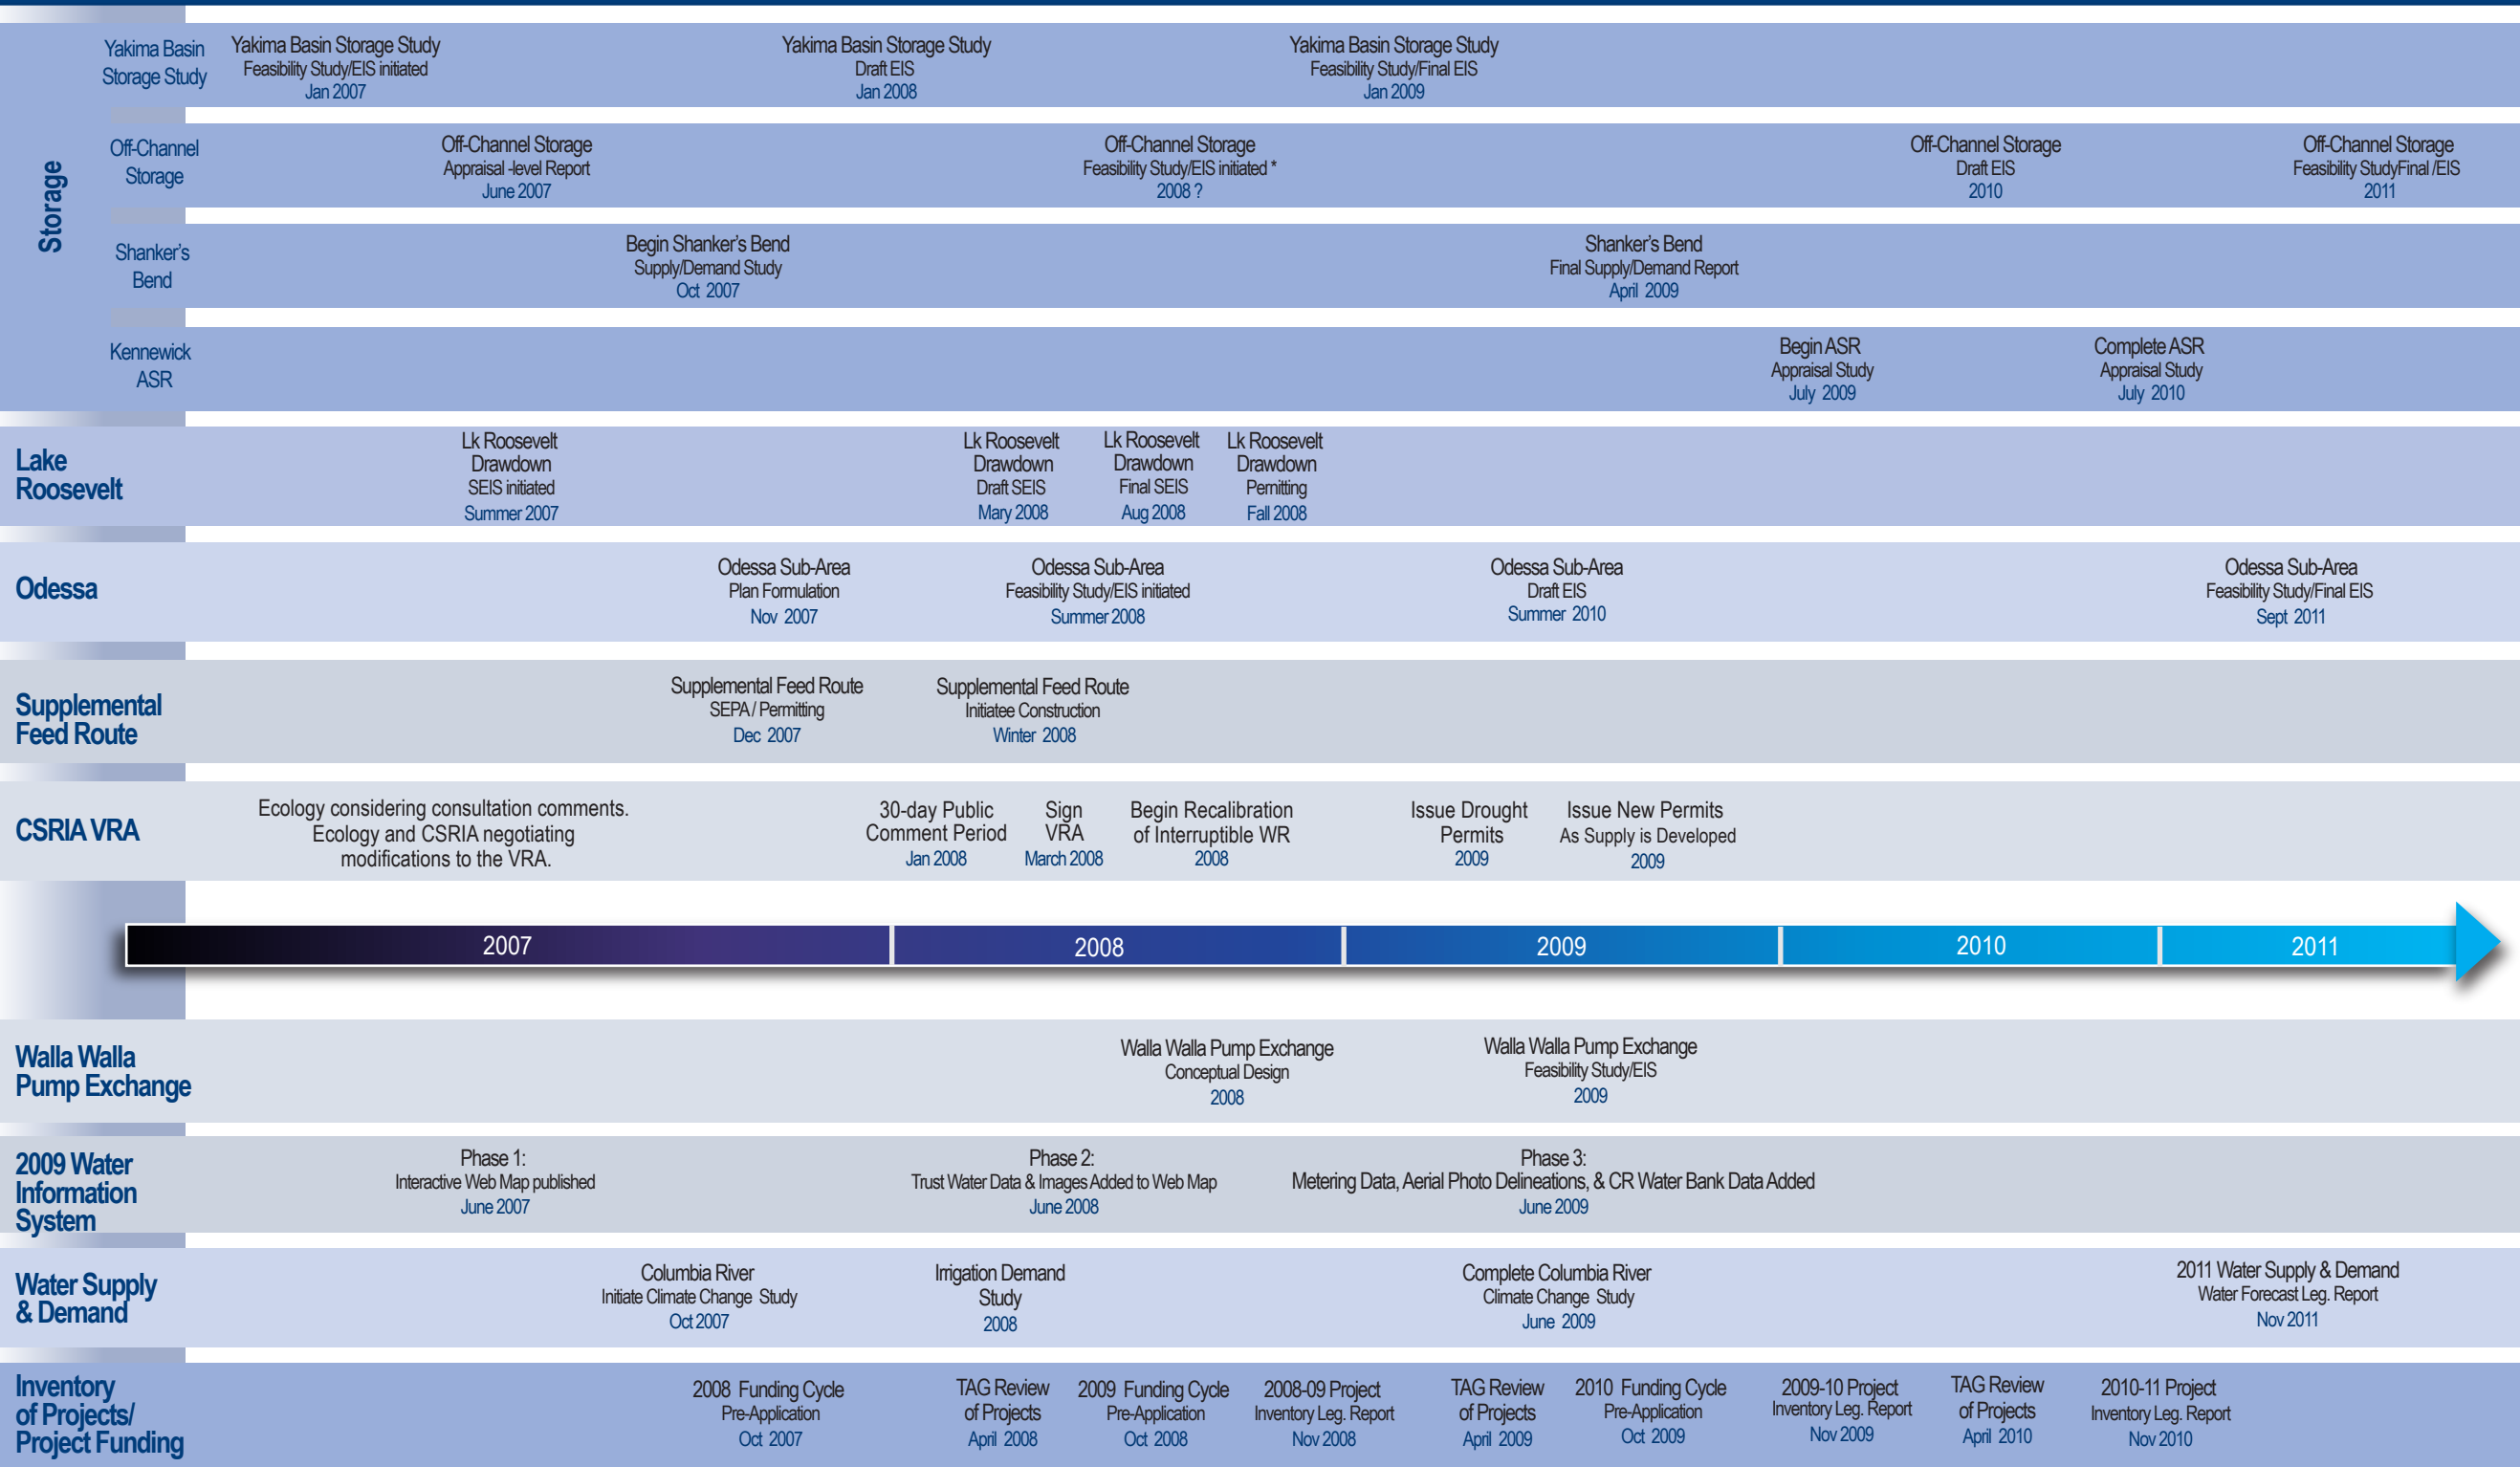 Storage
Yakima Basin
Storage Study
Yakima Basin Storage Study
Feasibility Study/EIS initiated
Jan 2007
Yakima Basin Storage Study
Draft EIS
Jan 2008
Yakima Basin Storage Study
Feasibility Study/Final EIS
Jan 2009
Off-Channel
Storage
Off-Channel Storage
Appraisal -level Report
June 2007
Off-Channel Storage
Feasibility Study/EIS initiated *
2008 ?
Off-Channel Storage
Draft EIS
2010
Off-Channel Storage
Feasibility StudyFinal /EIS
2011
Shanker's
Bend
Begin Shanker's Bend
Supply/Demand Study
Oct 2007
Shanker's Bend
Final Supply/Demand Report
April 2009
Kennewick
ASR
Begin ASR
Appraisal Study
July 2009
Complete ASR
Appraisal Study
July 2010
Lake
Roosevelt
Lk Roosevelt
Drawdown
SEIS initiated
Summer 2007
Lk Roosevelt
Drawdown
Draft SEIS
Mary 2008
Lk Roosevelt
Drawdown
Final SEIS
Aug 2008
Lk Roosevelt
Drawdown
Pernitting
Fall 2008
Odessa
Odessa Sub-Area
Plan Formulation
Nov 2007
Odessa Sub-Area
Feasibility Study/EIS initiated
Summer 2008
Odessa Sub-Area
Draft EIS
Summer 2010
Odessa Sub-Area
Feasibility Study/Final EIS
Sept 2011
Supplemental
Feed Route
Supplemental Feed Route
SEPA / Permitting
Dec 2007
Supplemental Feed Route
Initiatee Construction
Winter 2008
CSRIA VRA
Ecology considering consultation comments.
Ecology and CSRIA negotiating
modifications to the VRA.
30-day Public
Comment Period
Jan 2008
Sign
VRA
March 2008
Begin Recalibration
of Interruptible WR
2008
Issue Drought
Permits
2009
Issue New Permits
As Supply is Developed
2009
2007
2008
2009
2010
2011
Walla Walla
Pump Exchange
Walla Walla Pump Exchange
Conceptual Design
2008
Walla Walla Pump Exchange
Feasibility Study/EIS
2009
2009 Water
Information
System
Phase 1:
Interactive Web Map published
June 2007
Phase 2:
Trust Water Data & Images Added to Web Map
June 2008
Phase 3:
Metering Data, Aerial Photo Delineations, & CR Water Bank Data Added
June 2009
Water Supply
& Demand
Columbia River
Initiate Climate Change Study
Oct 2007
Irrigation Demand
Study
2008
Complete Columbia River
Climate Change Study
June 2009
2011 Water Supply & Demand
Water Forecast Leg. Report
Nov 2011
Inventory
of Projects/
Project Funding
2008 Funding Cycle
Pre-Application
Oct 2007
TAG Review
of Projects
April 2008
2009 Funding Cycle
Pre-Application
Oct 2008
2008-09 Project
Inventory Leg. Report
Nov 2008
TAG Review
of Projects
April 2009
2010 Funding Cycle
Pre-Application
Oct 2009
2009-10 Project
Inventory Leg. Report
Nov 2009
TAG Review
of Projects
April 2010
2010-11 Project
Inventory Leg. Report
Nov 2010